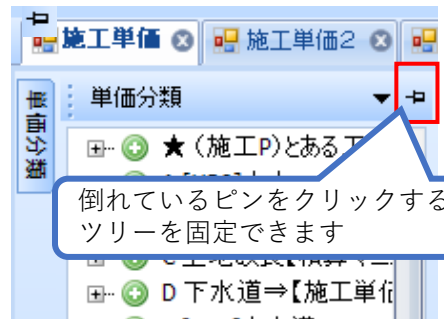 施工単価
施工単価2
単価分類
単価分類
★ (施工P)とある工
倒れているピンをクリックする
ツリーを固定できます
D 下水道⇒【施工単価